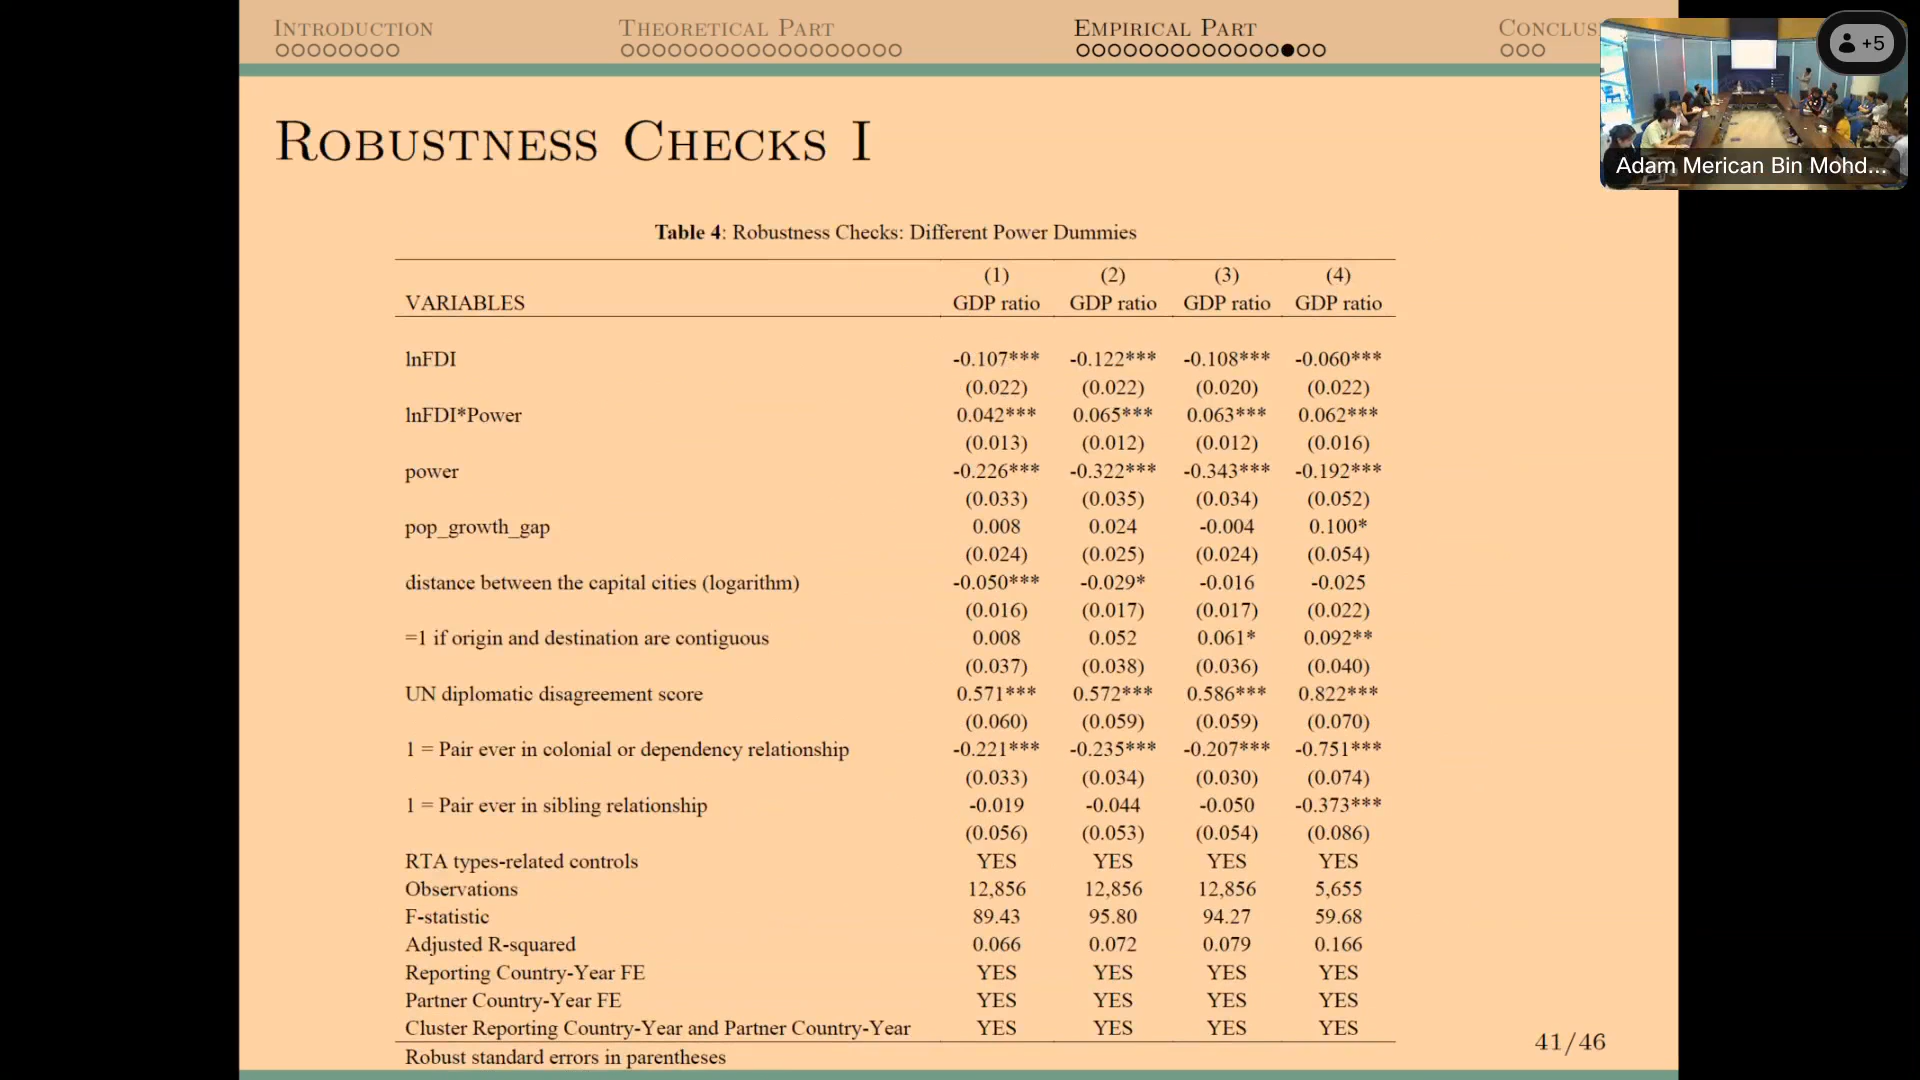 INTRODUCTION THEORETICAL PART EMPIRICAL PART CONCLUS
+5
Adam Merican Bin Mohd...
ROBUSTNESS CHECKS I
Table 4: Robustness Checks: Different Power Dummies
(1) (2) (3) (4)
VARIABLES GDP ratio GDP ratio GDP ratio GDP ratio
lnFDI -0.107*** -0.122*** -0.108*** -0.060***
(0.022) (0.022) (0.020) (0.022)
lnFDI*Power 0.042*** 0.065*** 0.063*** 0.062***
(0.013) (0.012) (0.012) (0.016)
power -0.226*** -0.322*** -0.343*** -0.192***
(0.033) (0.035) (0.034) (0.052)
pop_growth_gap 0.008 0.024 -0.004 0.100*
(0.024) (0.025) (0.024) (0.054)
distance between the capital cities (logarithm) -0.050*** -0.029* -0.016 -0.025
(0.016) (0.017) (0.017) (0.022)
=1 if origin and destination are contiguous 0.008 0.052 0.061* 0.092**
(0.037) (0.038) (0.036) (0.040)
UN diplomatic disagreement score 0.571*** 0.572*** 0.586*** 0.822***
(0.060) (0.059) (0.059) (0.070)
1 = Pair ever in colonial or dependency relationship -0.221*** -0.235*** -0.207*** -0.751***
(0.033) (0.034) (0.030) (0.074)
1 = Pair ever in sibling relationship -0.019 -0.044 -0.050 -0.373***
(0.056) (0.053) (0.054) (0.086)
RTA types-related controls YES YES YES YES
Observations 12,856 12,856 12,856 5,655
F-statistic 89.43 95.80 94.27 59.68
Adjusted R-squared 0.066 0.072 0.079 0.166
Reporting Country-Year FE YES YES YES YES
Partner Country-Year FE YES YES YES YES
Cluster Reporting Country-Year and Partner Country-Year YES YES YES YES
Robust standard errors in parentheses
41/46